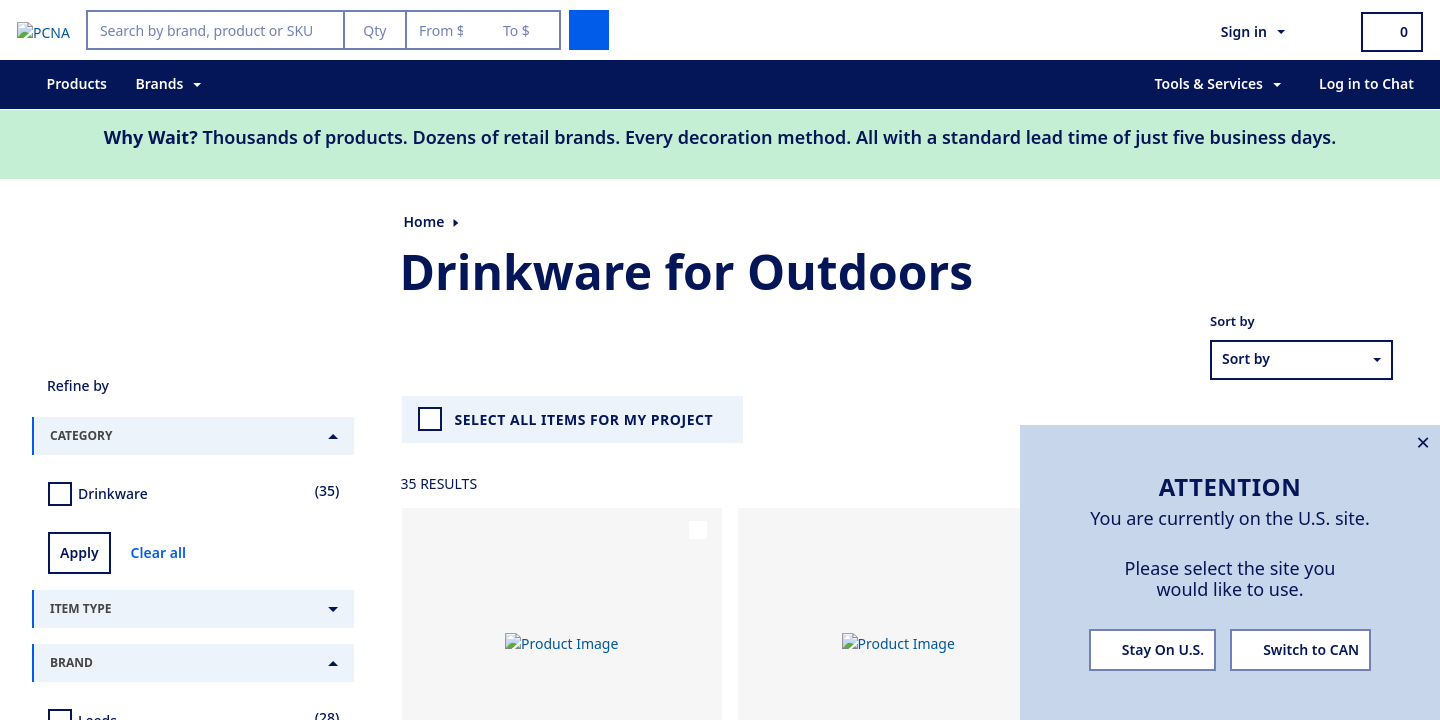 PCNA
Search by brand, product or SKU
Qty
From $
To $
Sign in
0
Products
Brands
Tools & Services
Log in to Chat
Why Wait? Thousands of products. Dozens of retail brands. Every decoration method. All with a standard lead time of just five business days.
Home
Drinkware for Outdoors
Sort by
Sort by
Refine by
CATEGORY
Drinkware
(35)
Apply
Clear all
ITEM TYPE
BRAND
Leeds
(28)
SELECT ALL ITEMS FOR MY PROJECT
35 RESULTS
Product Image
Product Image
×
ATTENTION
You are currently on the U.S. site.
Please select the site you
would like to use.
Stay On U.S.
Switch to CAN